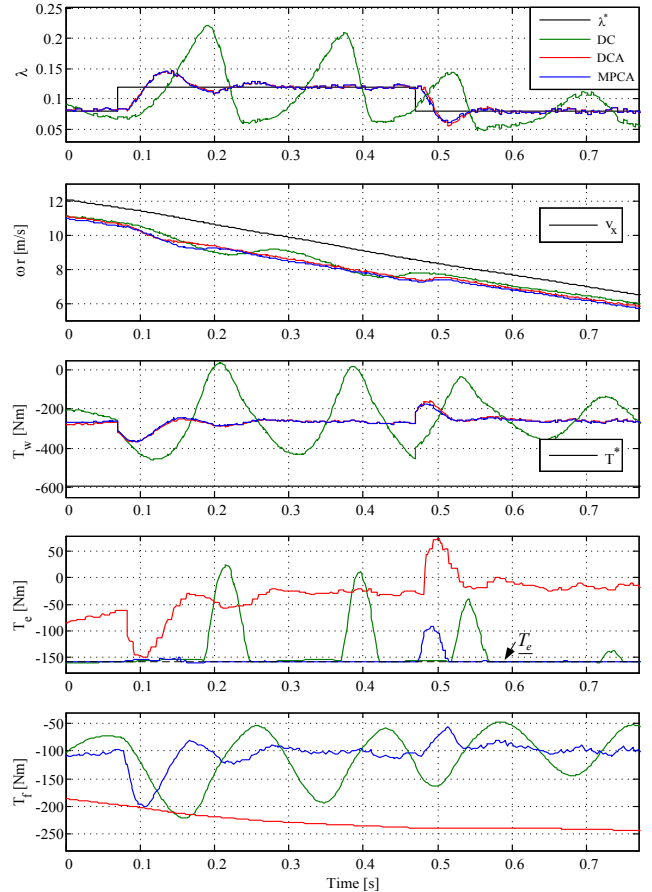 λ
0.2
0.15
0.1
0.05
0 0.1 0.2 0.3 0.4 0.5 0.6 0.7
λ*
DC
DCA
MPCA
ω r [m/s]
12
10
8
6
0 0.1 0.2 0.3 0.4 0.5 0.6 0.7
v_x
T_w [Nm]
0
-200
-400
-600
0 0.1 0.2 0.3 0.4 0.5 0.6 0.7
T*
T_e [Nm]
50
0
-50
-100
-150
0 0.1 0.2 0.3 0.4 0.5 0.6 0.7
T_e
T_f [Nm]
-50
-100
-150
-200
-250
0 0.1 0.2 0.3 0.4 0.5 0.6 0.7
Time [s]